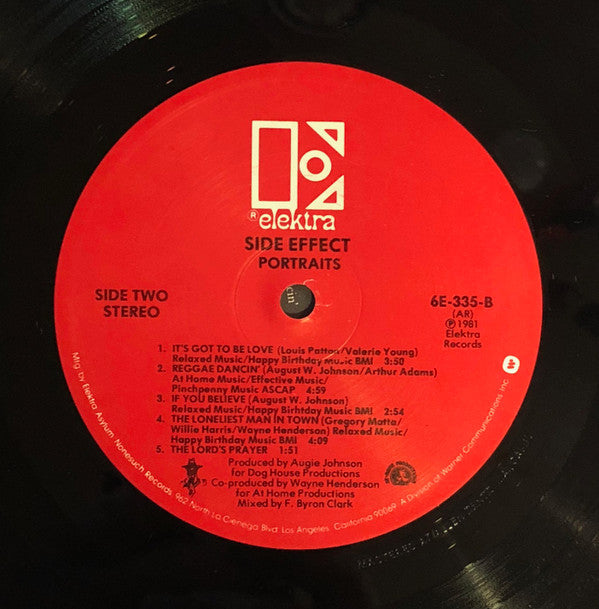 ® elektra
SIDE EFFECT
PORTRAITS
SIDE TWO
STEREO
6E-335-B
(AR)
℗ 1981
Elektra
Records
1. IT'S GOT TO BE LOVE (Louis Patton/Valerie Young)
Relaxed Music/Happy Birthday Music BMI 3:50
2. REGGAE DANCIN' (August W. Johnson/Arthur Adams)
At Home Music/Effective Music/
Pinchpenny Music ASCAP 4:59
3. IF YOU BELIEVE (August W. Johnson)
Relaxed Music/Happy Birhtday Music BMI 2:54
4. THE LONELIEST MAN IN TOWN (Gregory Matta/
Willie Harris/Wayne Henderson) Relaxed Music/
Happy Birthday Music BMI 4:09
5. THE LORD'S PRAYER 1:51
Produced by Augie Johnson
for Dog House Productions
Co-produced by Wayne Henderson
for At Home Productions
Mixed by F. Byron Clark
Mfg. by Elektra/Asylum/Nonesuch Records, 962 North La Cienega Blvd. Los Angeles, California 90069. A Division of Warner Communications Inc.